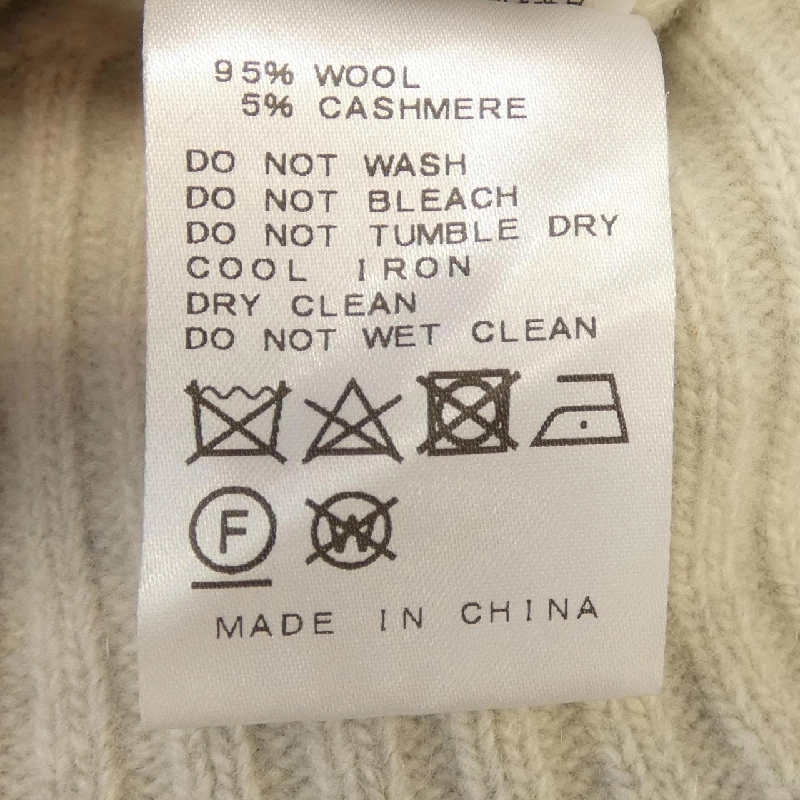 95% WOOL
5% CASHMERE
DO NOT WASH
DO NOT BLEACH
DO NOT TUMBLE DRY
COOL IRON
DRY CLEAN
DO NOT WET CLEAN
F W
MADE IN CHINA